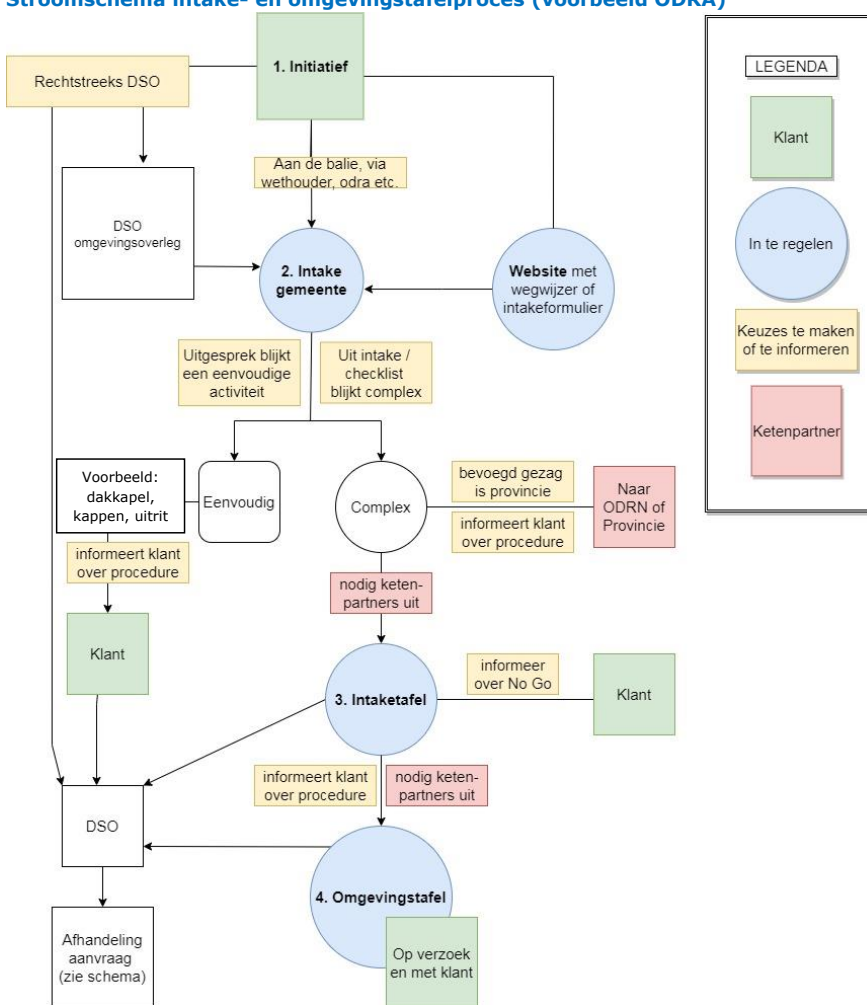 Stroomschema intake- en omgevingstafelproces (voorbeeld ODRA)
Rechtstreeks DSO
1. Initiatief
Aan de balie, via
wethouder, odra etc.
DSO
omgevingsoverleg
2. Intake
gemeente
Website met
wegwijzer of
intakeformulier
Uitgesprek blijkt
een eenvoudige
activiteit
Uit intake /
checklist
blijkt complex
Voorbeeld:
dakkapel,
kappen, uitrit
Eenvoudig
Complex
bevoegd gezag
is provincie
informeert klant
over procedure
Naar
ODRN of
Provincie
informeert klant
over procedure
nodig keten-
partners uit
Klant
3. Intaketafel
informeer
over No Go
Klant
informeert klant
over procedure
nodig keten-
partners uit
DSO
4. Omgevingstafel
Op verzoek
en met klant
Afhandeling
aanvraag
(zie schema)
LEGENDA
Klant
In te regelen
Keuzes te maken
of te informeren
Ketenpartner